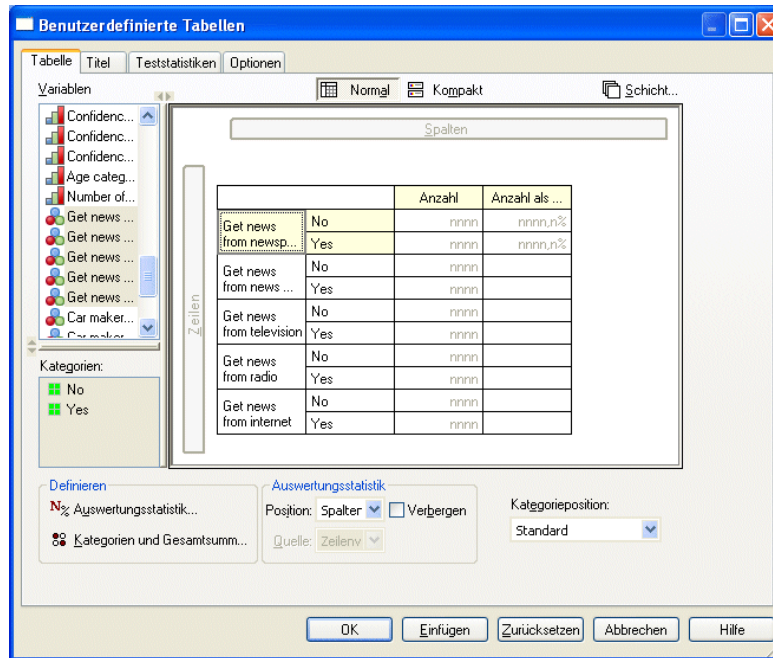 Benutzerdefinierte Tabellen
Tabelle Titel Teststatistiken Optionen
Variablen
Normal Kompakt Schicht...
Confidenc...
Confidenc...
Confidenc...
Age categ...
Number of...
Get news ...
Get news ...
Get news ...
Get news ...
Get news ...
Car maker...
Car maker
Kategorien:
No
Yes
Spalten
Zeilen
Anzahl Anzahl als ...
Get news from newsp... No nnnn nnnn,n%
Yes nnnn nnnn,n%
Get news from news ... No nnnn
Yes nnnn
Get news from television No nnnn
Yes nnnn
Get news from radio No nnnn
Yes nnnn
Get news from internet No nnnn
Yes nnnn
Definieren
N% Auswertungsstatistik...
Kategorien und Gesamtsumm...
Auswertungsstatistik
Position: Spalter Verbergen
Quelle: Zeilenv
Kategorieposition:
Standard
OK Einfügen Zurücksetzen Abbrechen Hilfe